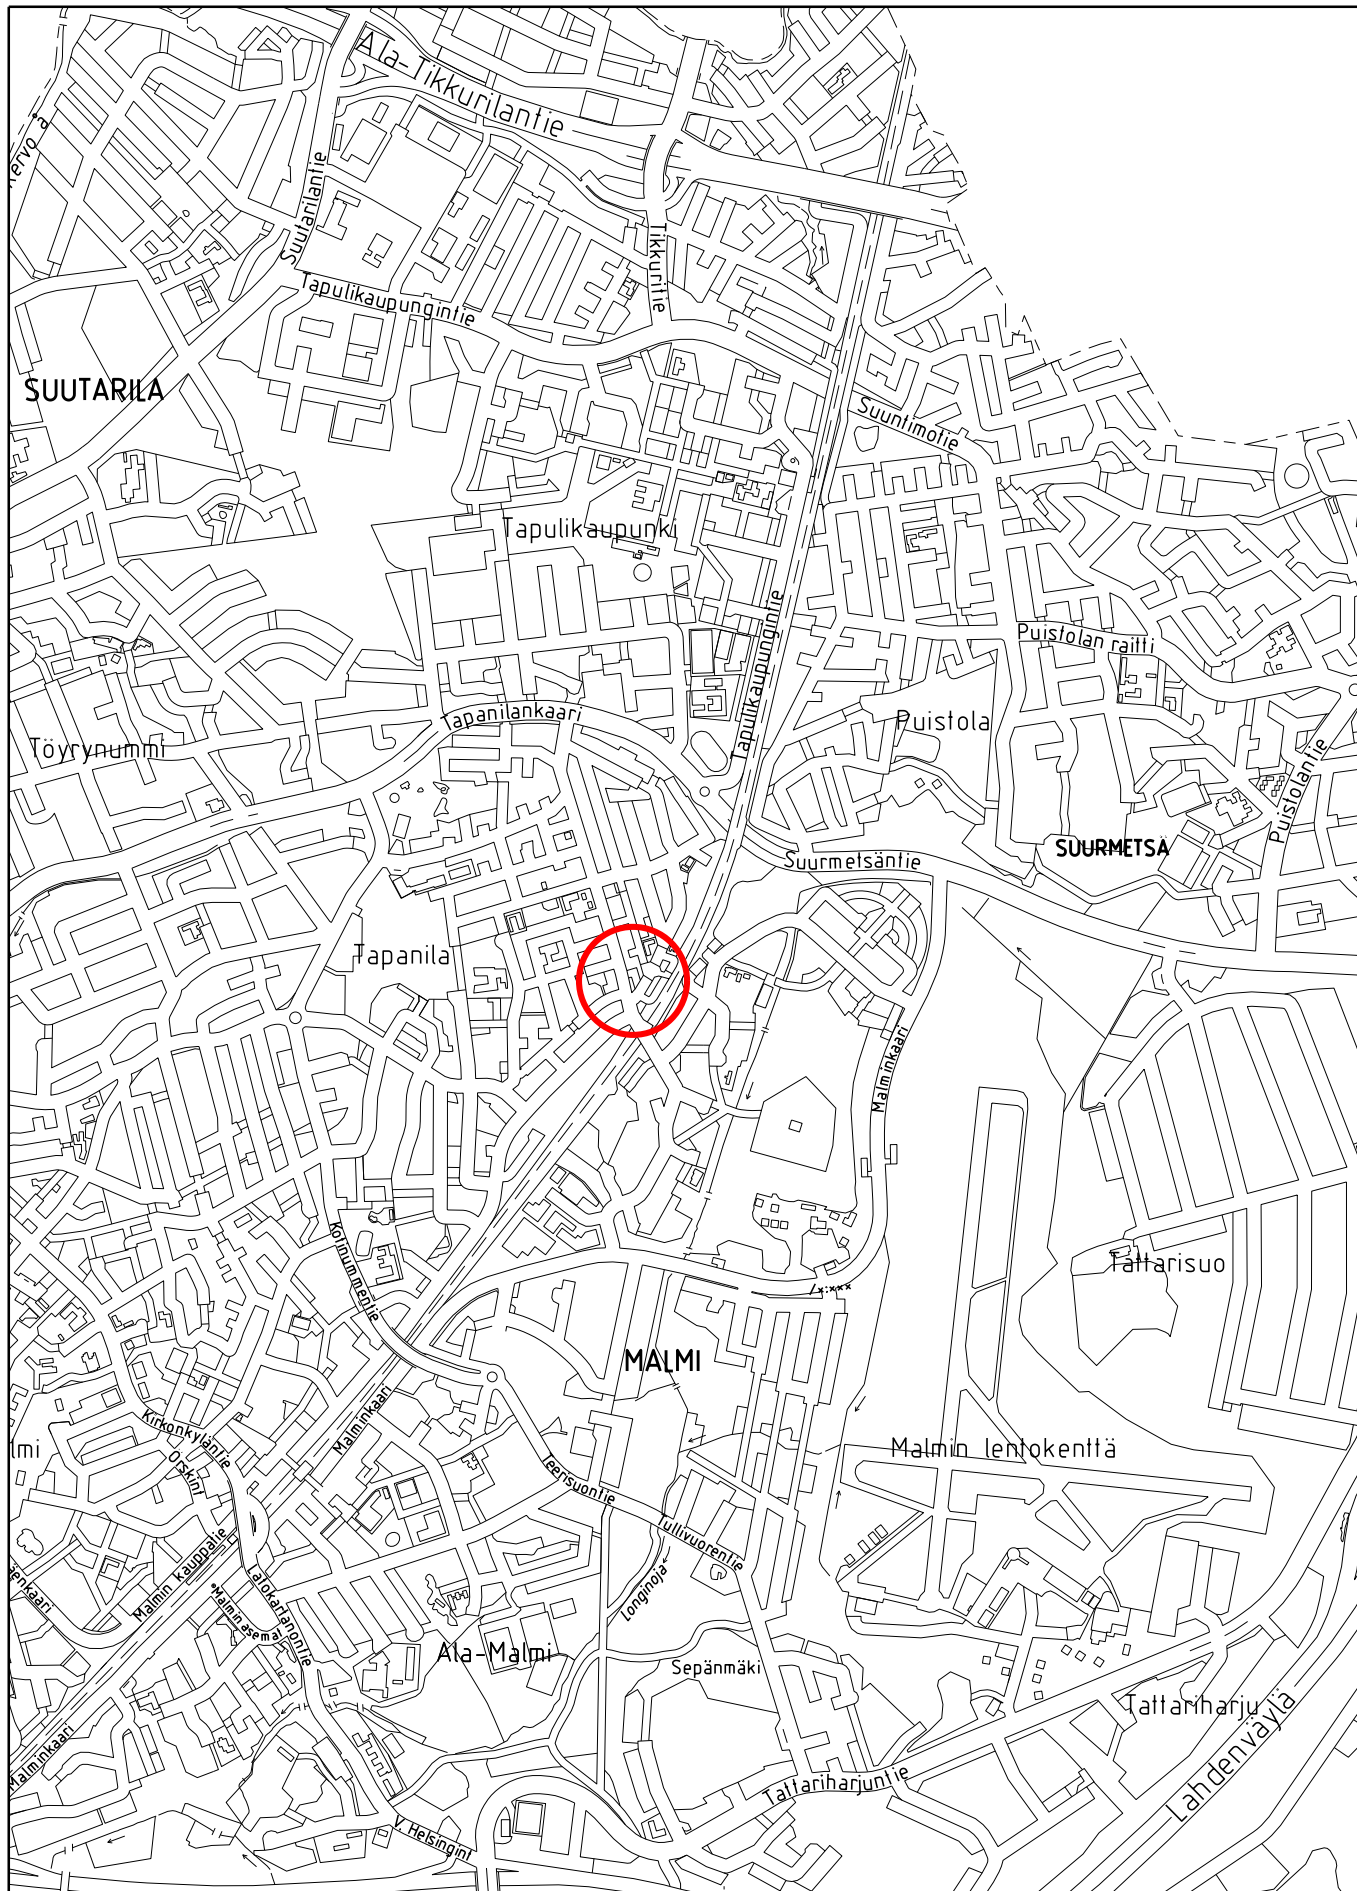 Ala-Tikkurilantie
Suutarilantie
Tikkuritie
Tapulikaupungintie
SUUTARILA
Suuntimotie
Tapulikaupunki
Tapulikaupungintie
Puistolan raitti
Tapanilankaari
Puistola
Töyrynummi
Puistolantie
SUURMETSÄ
Suurmetsäntie
Tapanila
Malminkaari
Tattarisuo
Kotinummentie
MALMI
Malminkaari
Kirkonkyläntie
Orskint
lmi
Malmin lentokenttä
Teerisuontie
Tullivuorentie
Malmin kauppatie
Latokartanontie
Longinoja
Malmin asema
Ala-Malmi
Sepänmäki
Tattariharju
Malminkaari
Lahdenväylä
Tattariharjuntie
V. Helsingint